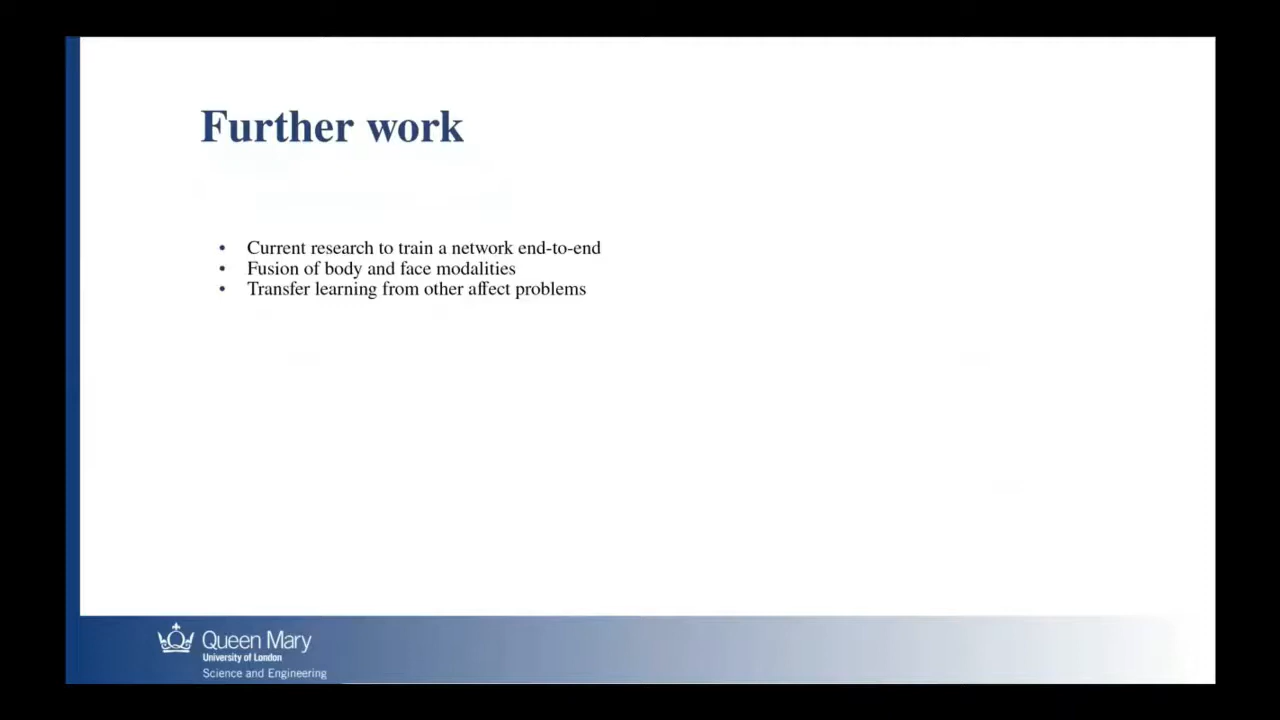 Further work
• Current research to train a network end-to-end
• Fusion of body and face modalities
• Transfer learning from other affect problems
Queen Mary
University of London
Science and Engineering